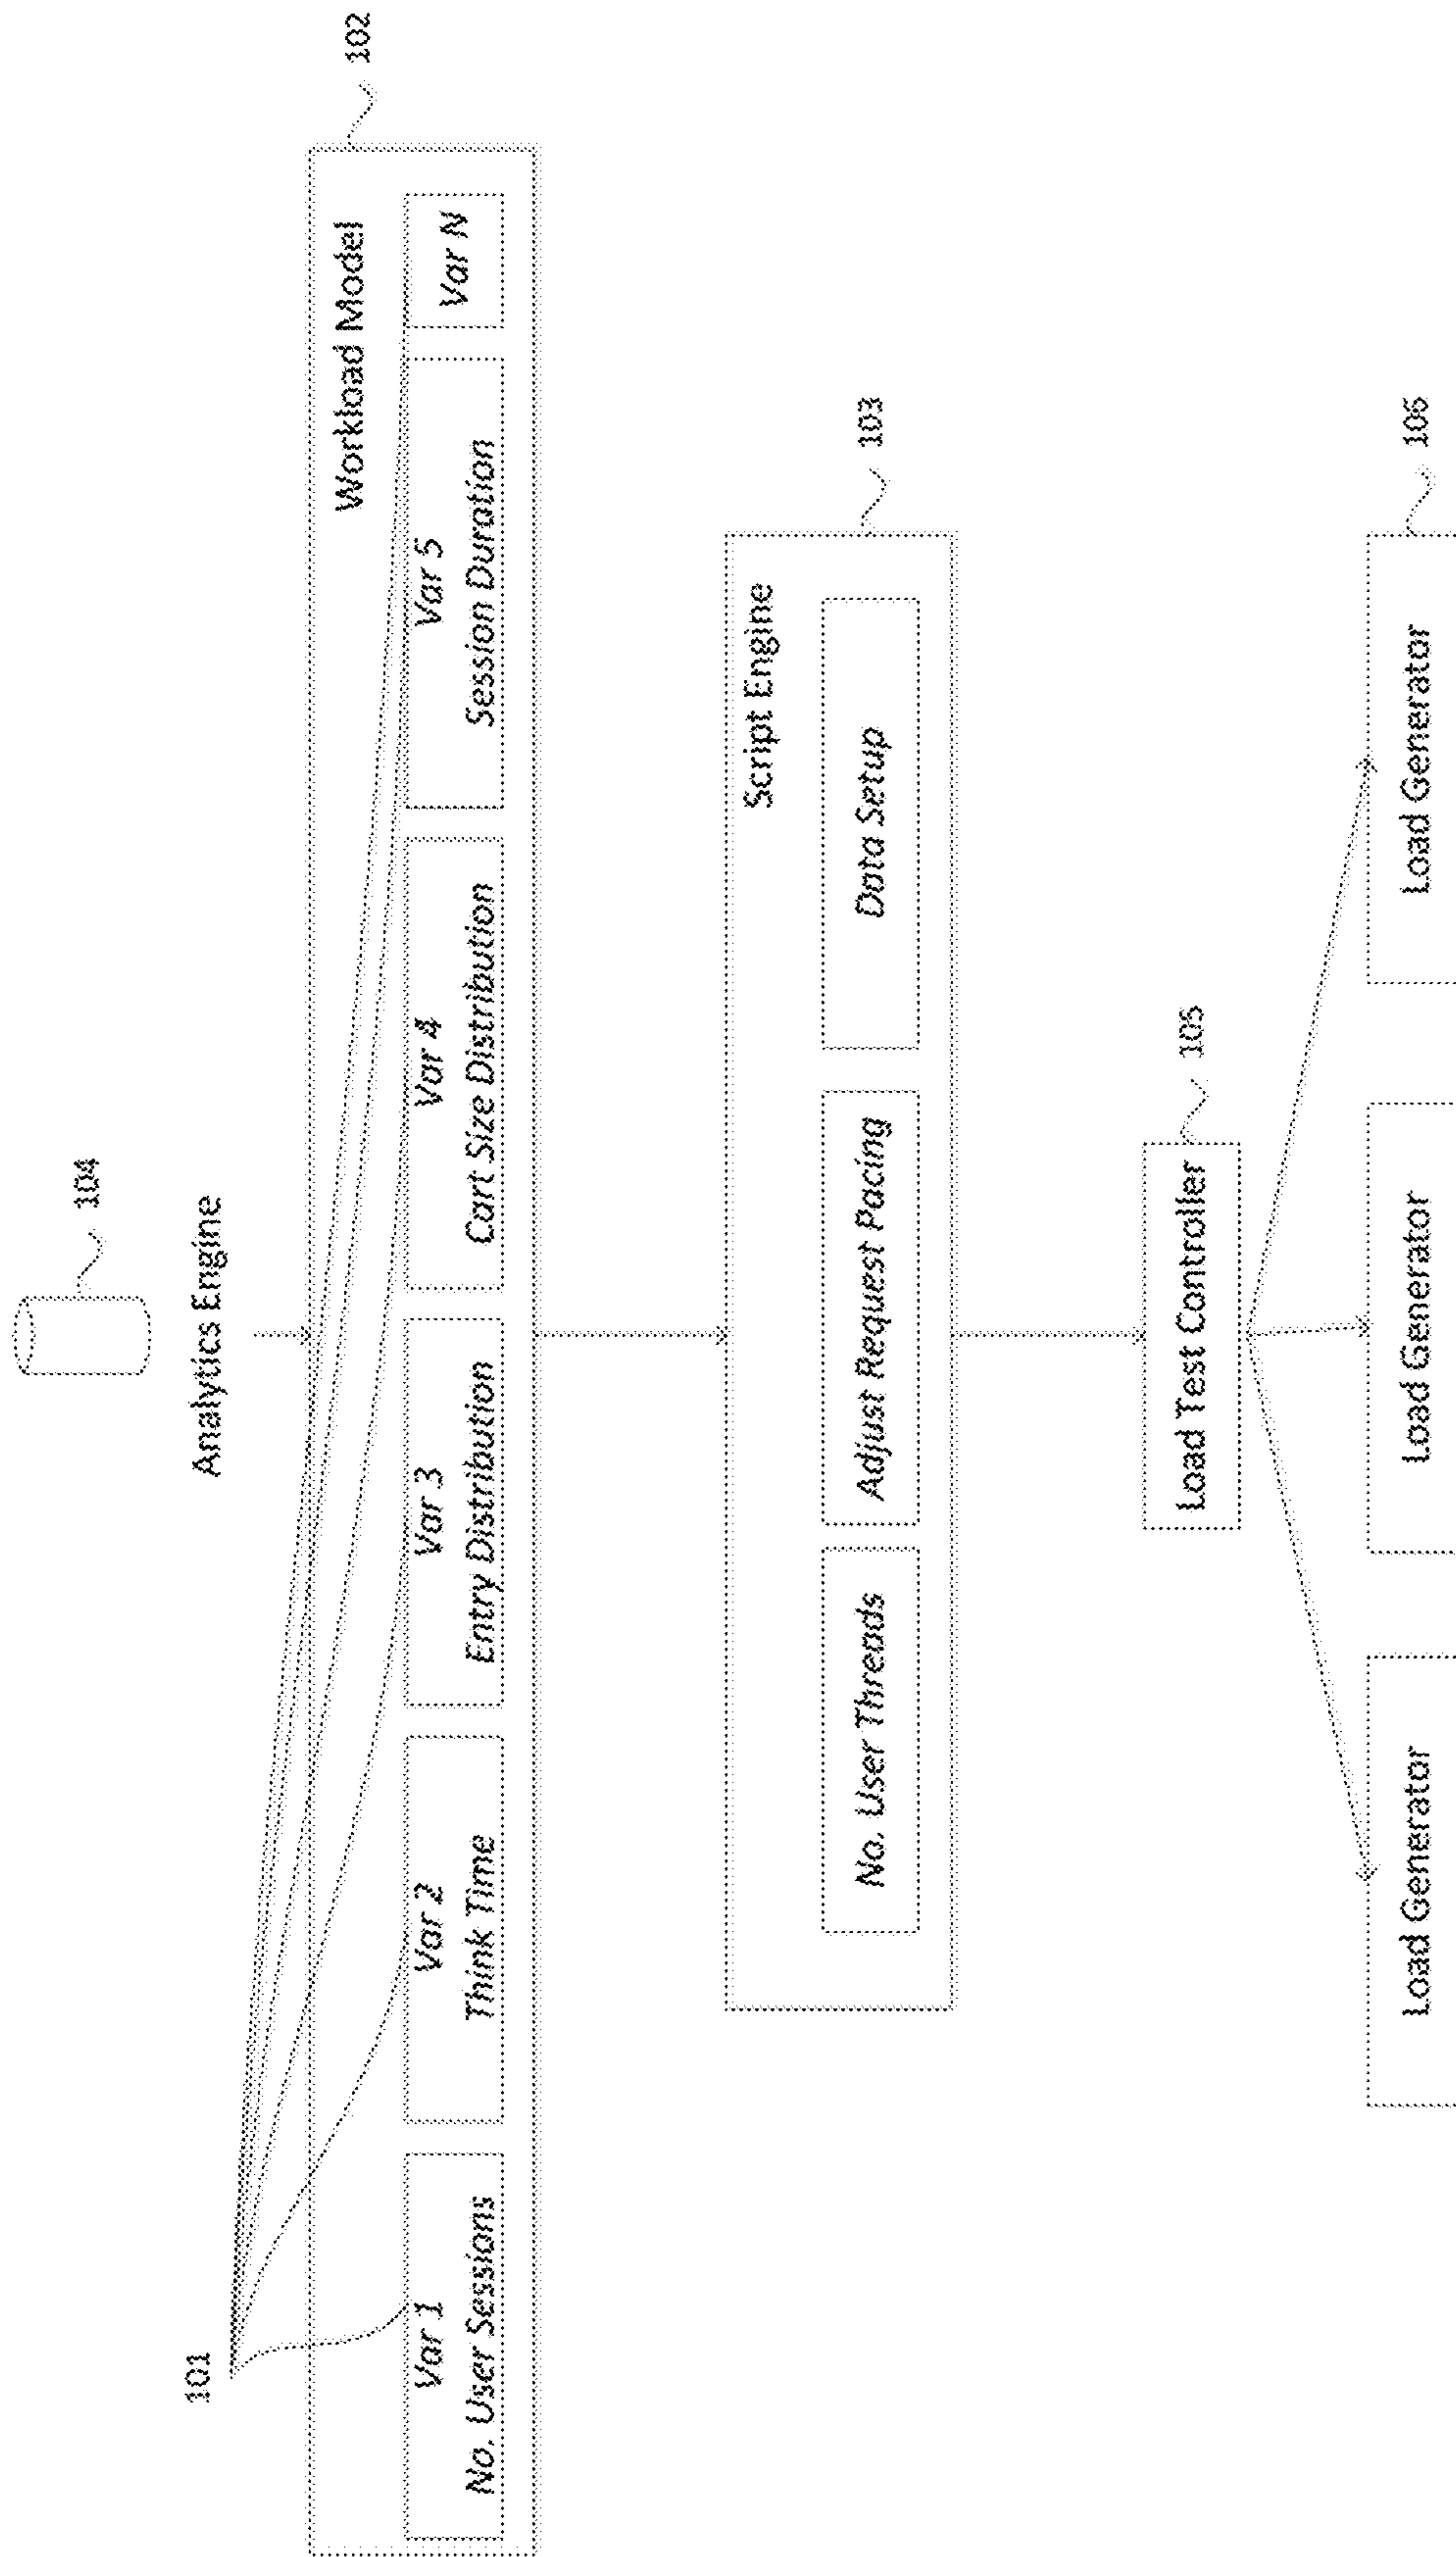 104
Analytics Engine
101
102
Workload Model
Var 1
No. User Sessions
Var 2
Think Time
Var 3
Entry Distribution
Var 4
Cart Size Distribution
Var 5
Session Duration
Var N
103
Script Engine
No. User Threads
Adjust Request Pacing
Data Setup
105
Load Test Controller
106
Load Generator
Load Generator
Load Generator